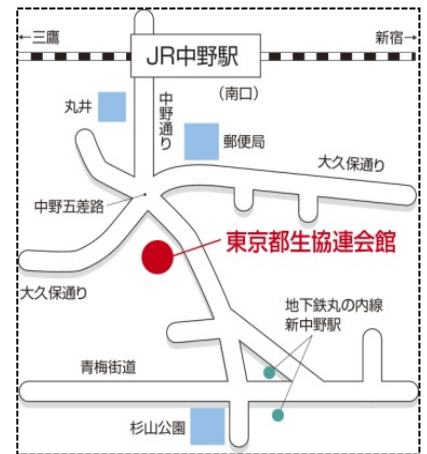 ←三鷹
新宿→
JR中野駅
(南口)
丸井
中野通り
郵便局
大久保通り
中野五差路
東京都生協連会館
大久保通り
地下鉄丸の内線
新中野駅
青梅街道
杉山公園